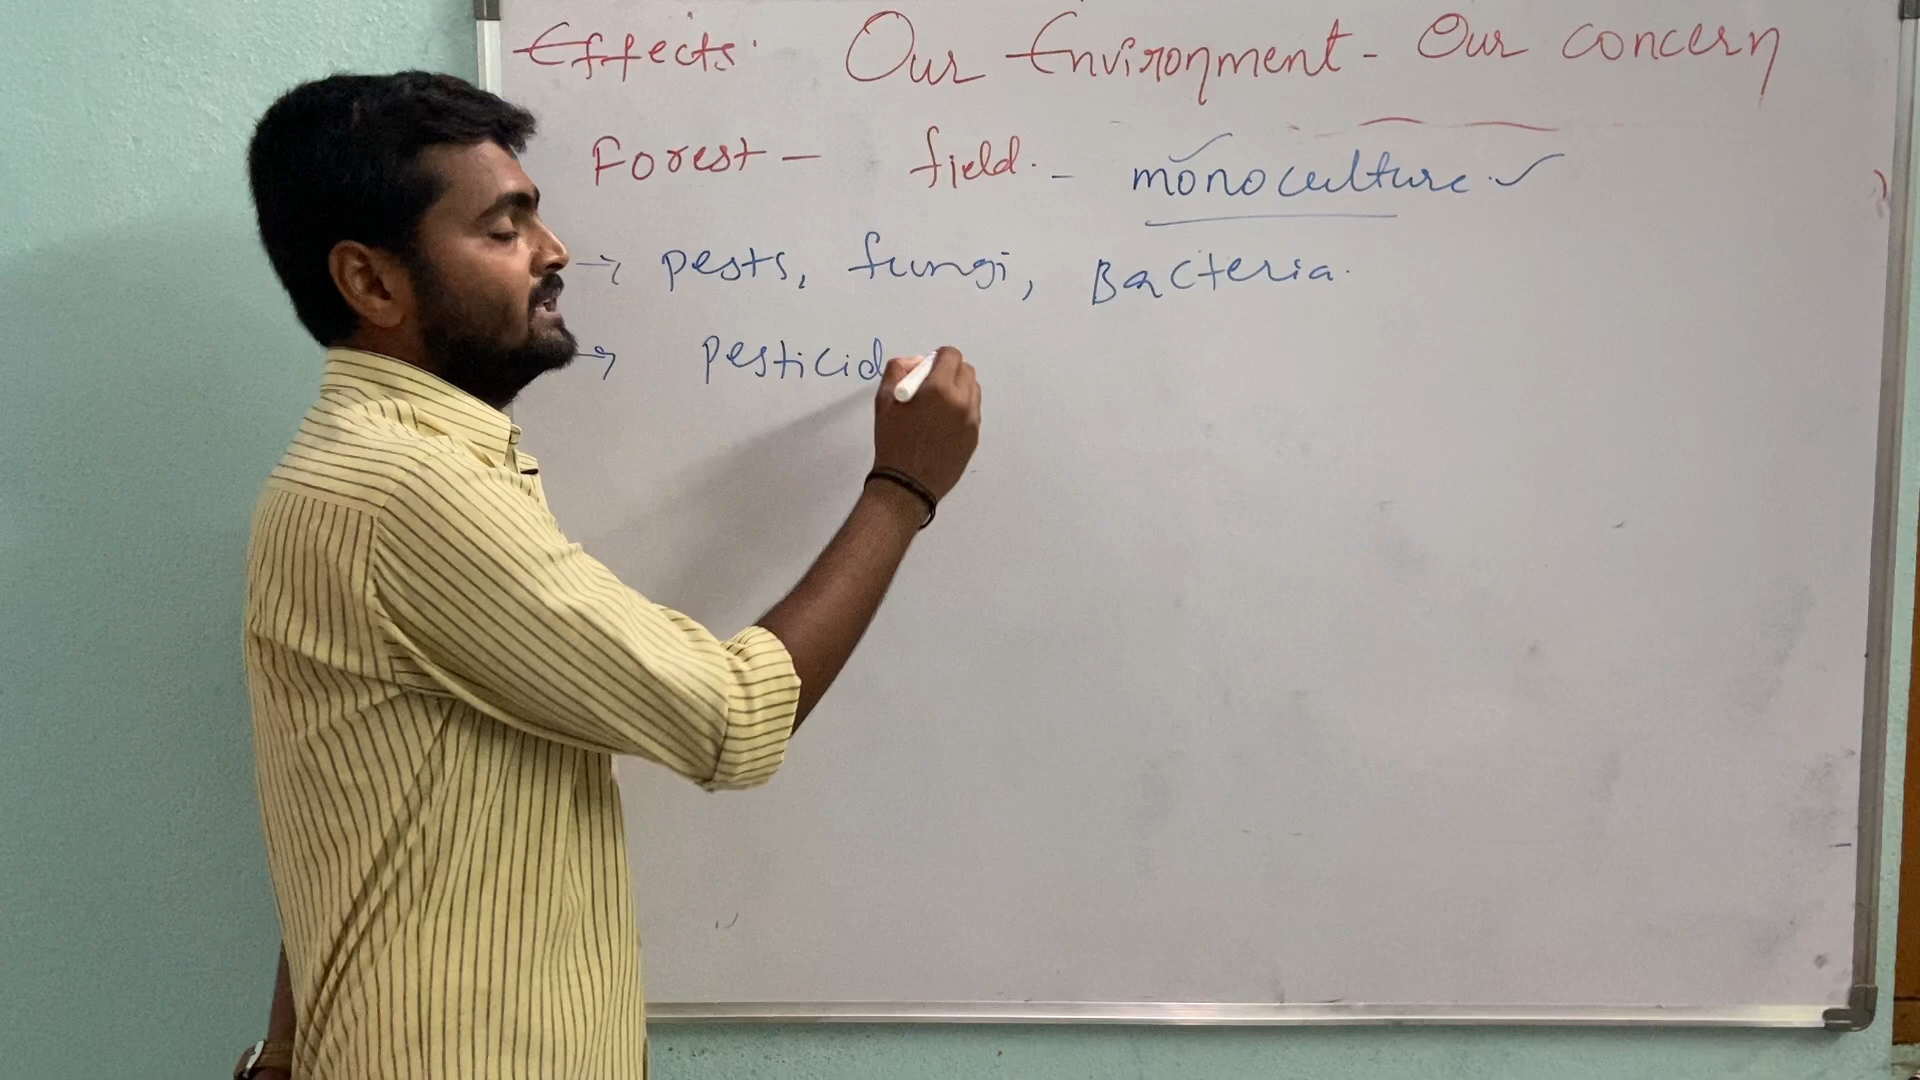 Effects. Our Environment - Our concern
Forest - field. - monoculture.
→ pests, fungi, Bacteria.
→ pesticid